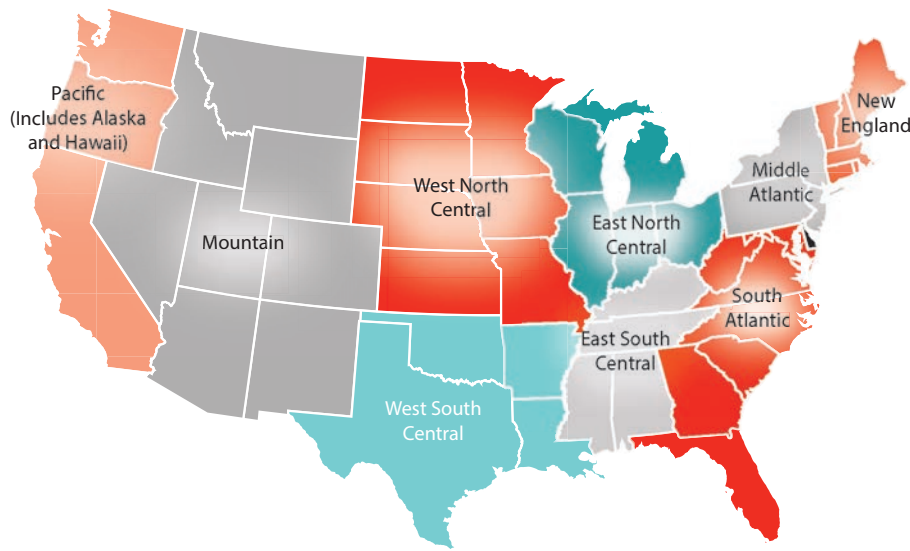 Pacific
(Includes Alaska
and Hawaii)
New
England
Middle
Atlantic
West North
Central
East North
Central
Mountain
South
Atlantic
East South
Central
West South
Central